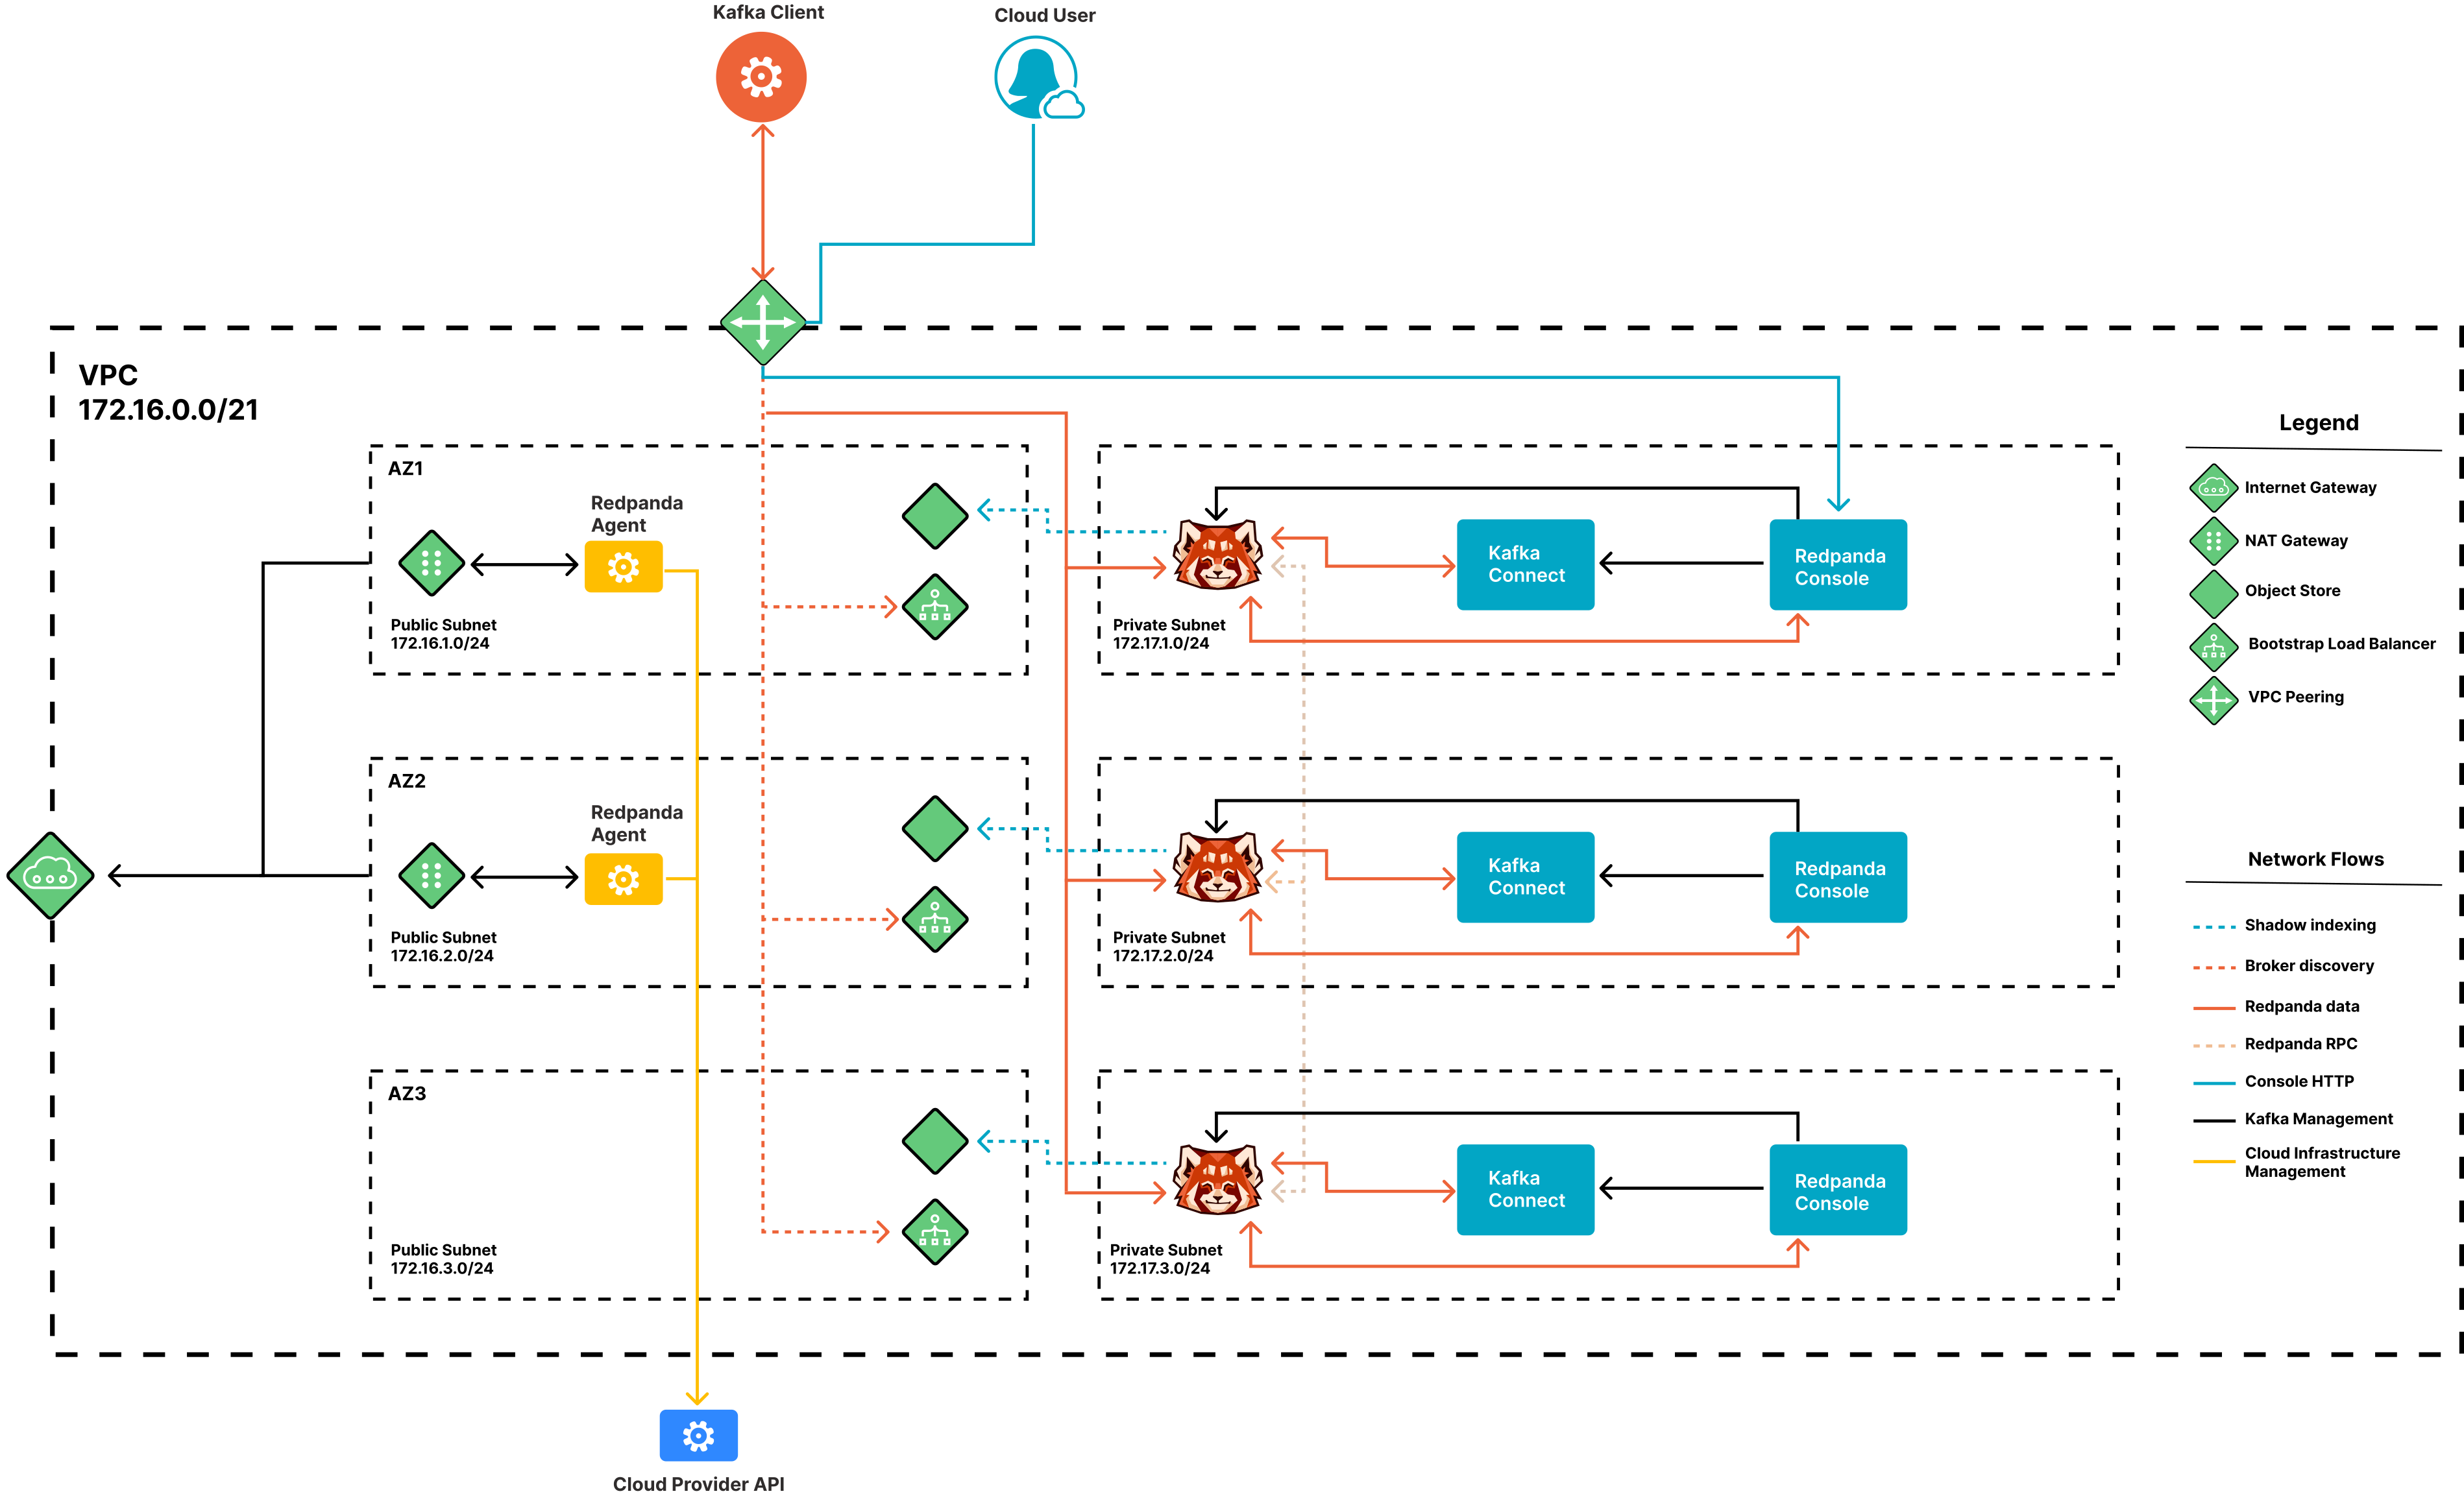 Kafka Client
Cloud User
VPC
172.16.0.0/21
AZ1
Redpanda
Agent
Public Subnet
172.16.1.0/24
Private Subnet
172.17.1.0/24
Kafka
Connect
Redpanda
Console
AZ2
Redpanda
Agent
Public Subnet
172.16.2.0/24
Private Subnet
172.17.2.0/24
Kafka
Connect
Redpanda
Console
AZ3
Public Subnet
172.16.3.0/24
Private Subnet
172.17.3.0/24
Kafka
Connect
Redpanda
Console
Cloud Provider API
Legend
Internet Gateway
NAT Gateway
Object Store
Bootstrap Load Balancer
VPC Peering
Network Flows
Shadow indexing
Broker discovery
Redpanda data
Redpanda RPC
Console HTTP
Kafka Management
Cloud Infrastructure
Management